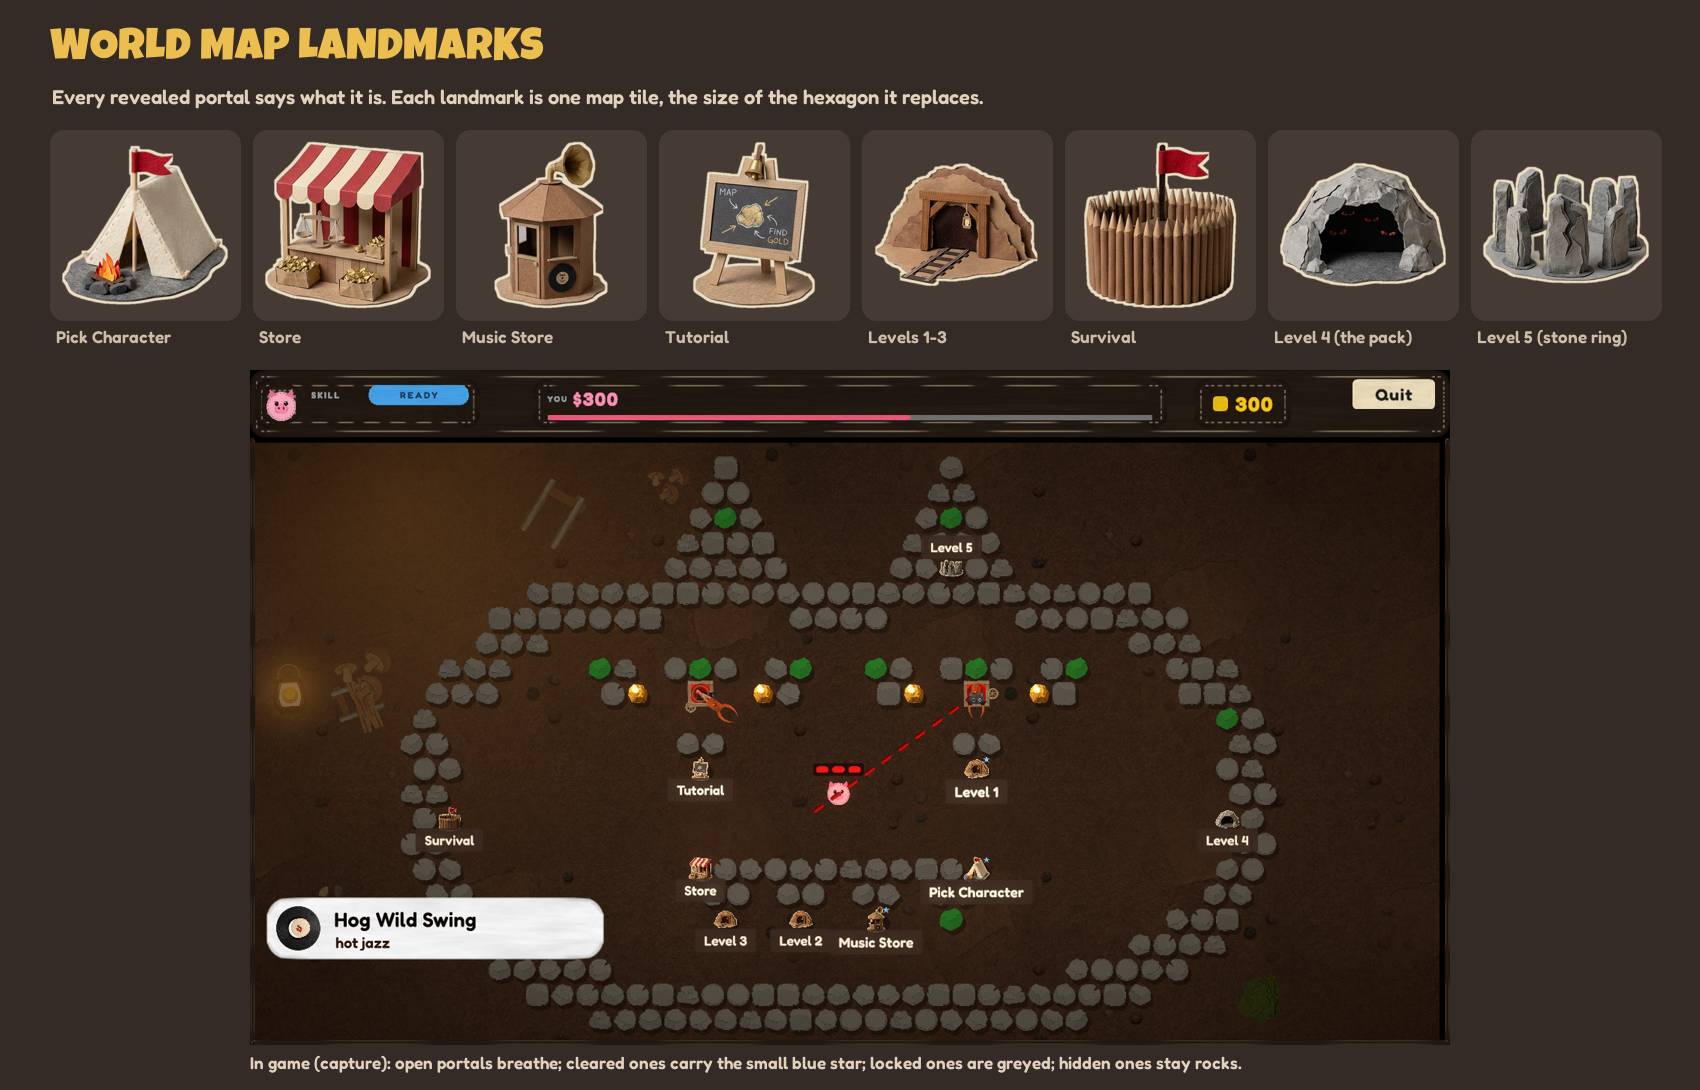 WORLD MAP LANDMARKS
Every revealed portal says what it is. Each landmark is one map tile, the size of the hexagon it replaces.
MAP
FIND
GOLD
Pick Character
Store
Music Store
Tutorial
Levels 1-3
Survival
Level 4 (the pack)
Level 5 (stone ring)
SKILL
READY
YOU $300
300
Quit
Level 5
Tutorial
Level 1
Survival
Level 4
Store
Pick Character
Hog Wild Swing
hot jazz
Level 3
Level 2
Music Store
In game (capture): open portals breathe; cleared ones carry the small blue star; locked ones are greyed; hidden ones stay rocks.